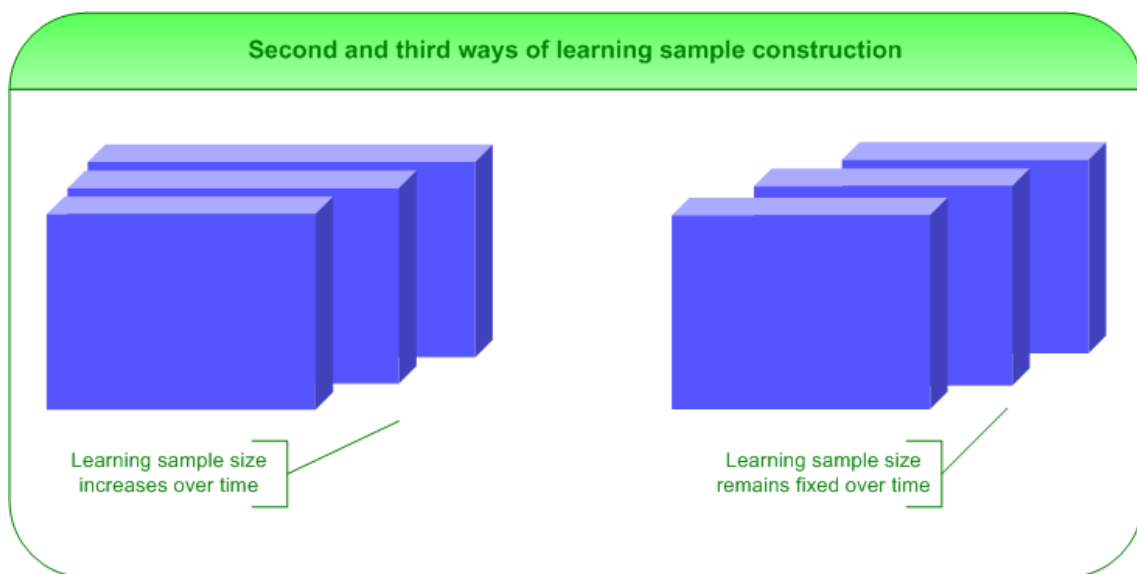 Second and third ways of learning sample construction
Learning sample size
increases over time
Learning sample size
remains fixed over time